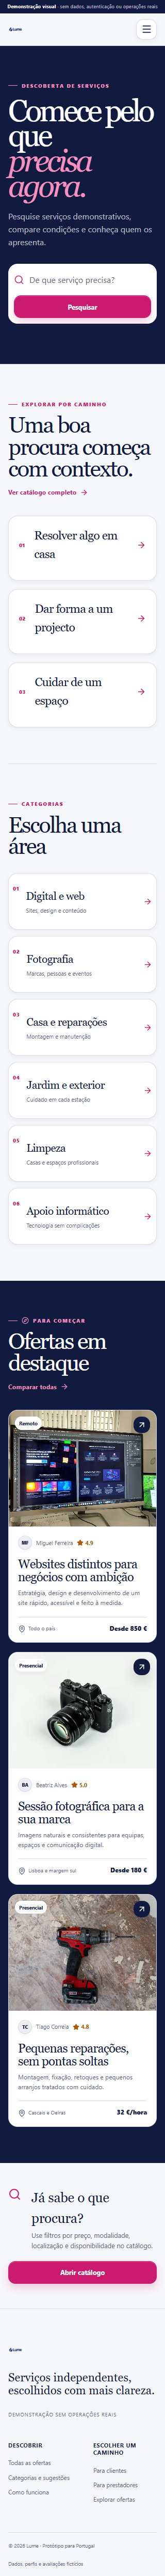 Demonstração visual · sem dados, autenticação ou operações reais
Lume
DESCOBERTA DE SERVIÇOS
Comece pelo
que
precisa
agora.
Pesquise serviços demonstrativos,
compare condições e conheça quem os
apresenta.
De que serviço precisa?
Pesquisar
EXPLORAR POR CAMINHO
Uma boa
procura começa
com contexto.
Ver catálogo completo
01
Resolver algo em
casa
02
Dar forma a um
projecto
03
Cuidar de um
espaço
CATEGORIAS
Escolha uma
área
01
Digital e web
Sites, design e conteúdo
02
Fotografia
Marcas, pessoas e eventos
03
Casa e reparações
Montagem e manutenção
04
Jardim e exterior
Cuidado em cada estação
05
Limpeza
Casas e espaços profissionais
06
Apoio informático
Tecnologia sem complicações
PARA COMEÇAR
Ofertas em
destaque
Comparar todas
Remoto
MF Miguel Ferreira 4.9
Websites distintos para
negócios com ambição
Estratégia, design e desenvolvimento de um
site rápido, acessível e feito à medida.
Todo o país
Desde 850 €
Presencial
BA Beatriz Alves 5.0
Sessão fotográfica para a
sua marca
Imagens naturais e consistentes para equipas,
espaços e comunicação digital.
Lisboa e margem sul
Desde 180 €
Presencial
TC Tiago Correia 4.8
Pequenas reparações,
sem pontas soltas
Montagem, fixação, retoques e pequenos
arranjos tratados com cuidado.
Cascais e Oeiras
32 €/hora
Já sabe o que
procura?
Use filtros por preço, modalidade,
localização e disponibilidade no catálogo.
Abrir catálogo
Lume
Serviços independentes,
escolhidos com mais clareza.
DEMONSTRAÇÃO SEM OPERAÇÕES REAIS
DESCOBRIR
Todas as ofertas
Categorias e sugestões
Como funciona
ESCOLHER UM
CAMINHO
Para clientes
Para prestadores
Explorar ofertas
© 2026 Lume · Protótipo para Portugal
Dados, perfis e avaliações fictícios